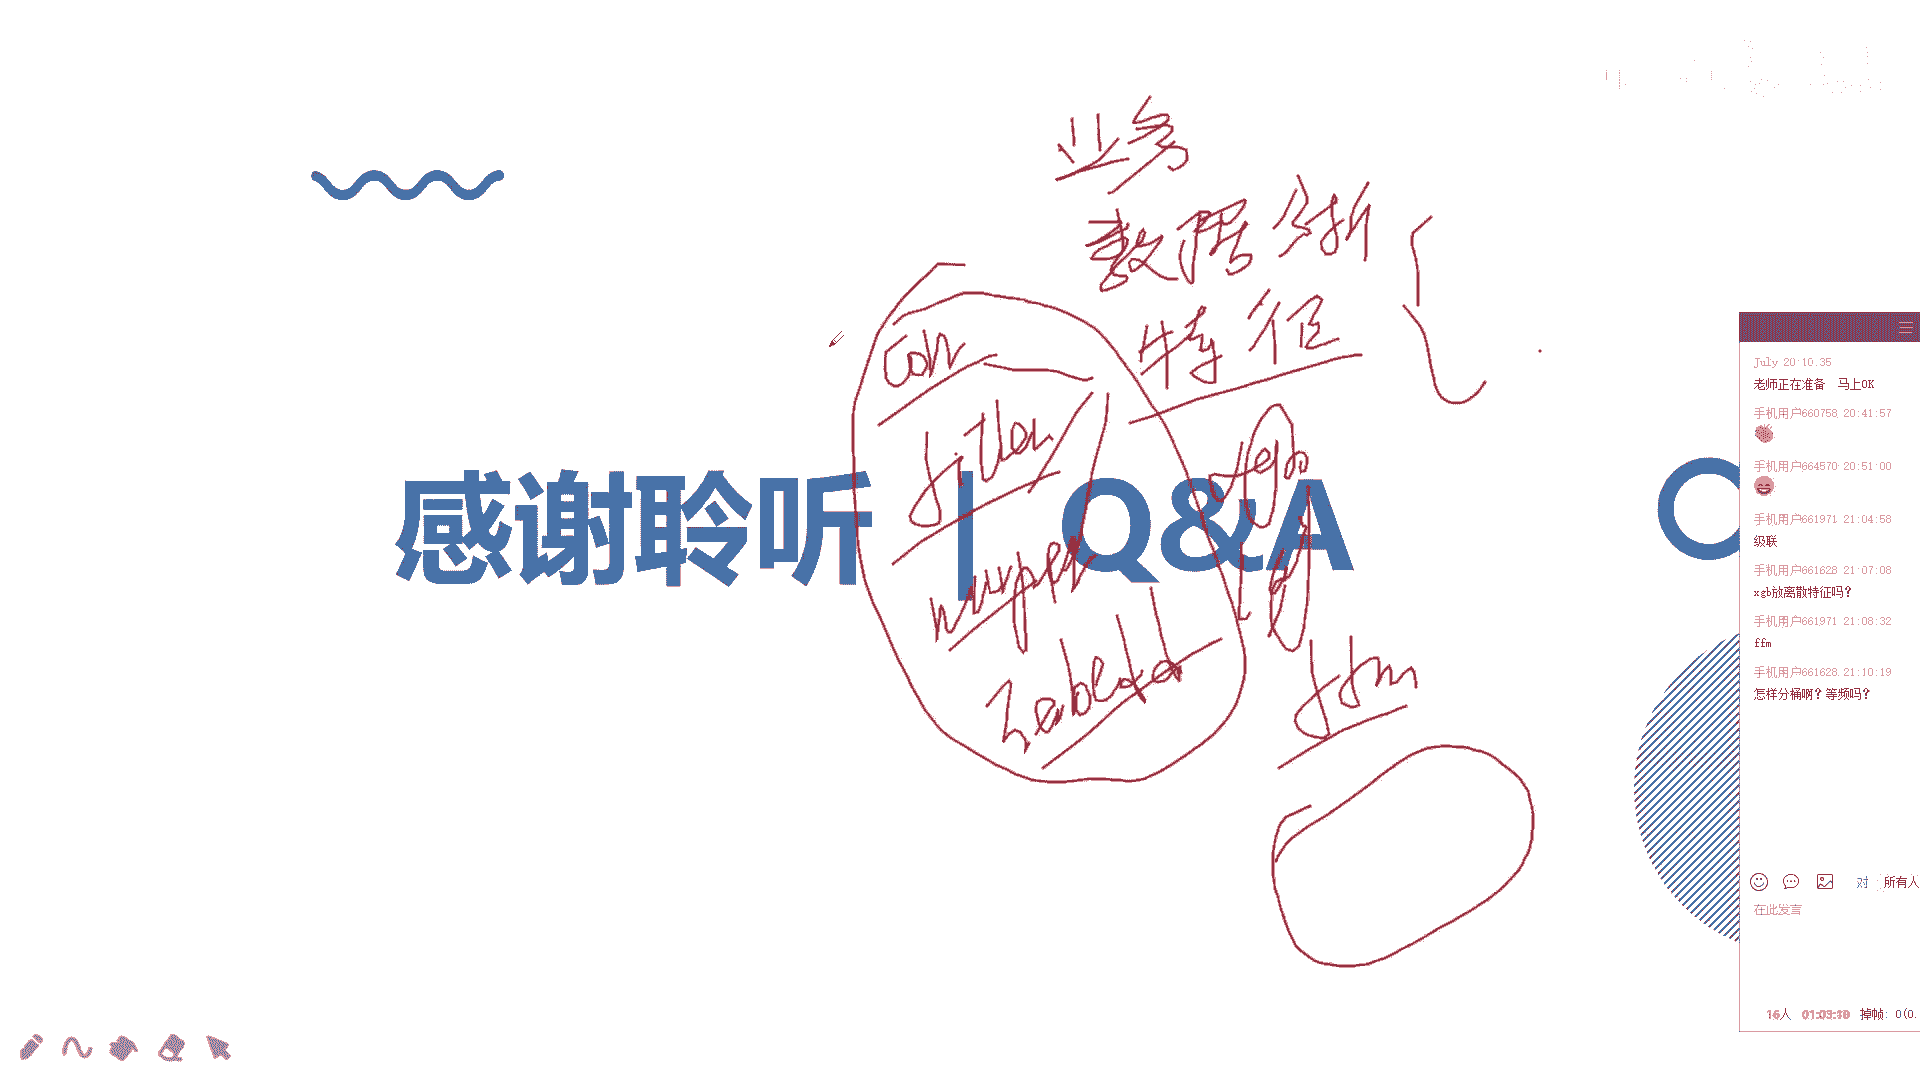 业务
数据分析
特征
con
filter
感谢聆听 | Q&A
ffm
July 20:10.35
老师正在准备 马上OK
手机用户660758 20:41:57
手机用户664570 20:51:00
手机用户661971 21:04:58
级联
手机用户661628 21:07:08
xgb放离散特征吗?
手机用户661971 21:08:32
ffm
手机用户661628 21:10:19
怎样分桶啊? 等频吗?
对 所有人
在此发言
16人 01:03:10 掉帧: 0(0.